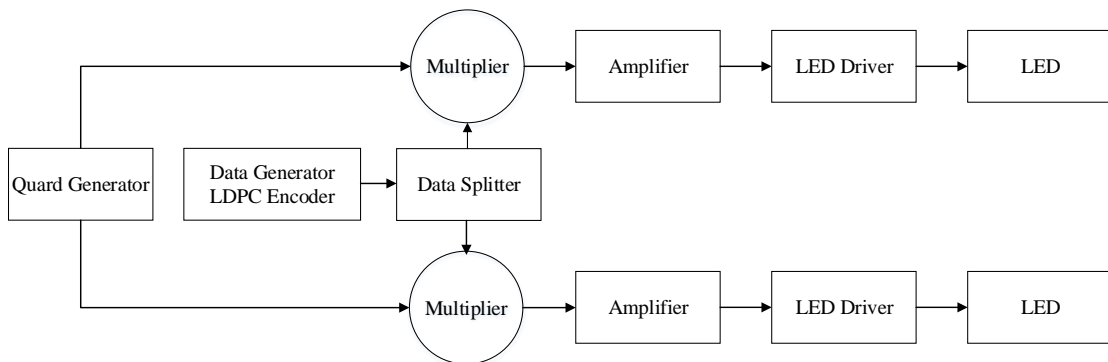 Multiplier
Amplifier
LED Driver
LED
Quard Generator
Data Generator
LDPC Encoder
Data Splitter
Multiplier
Amplifier
LED Driver
LED